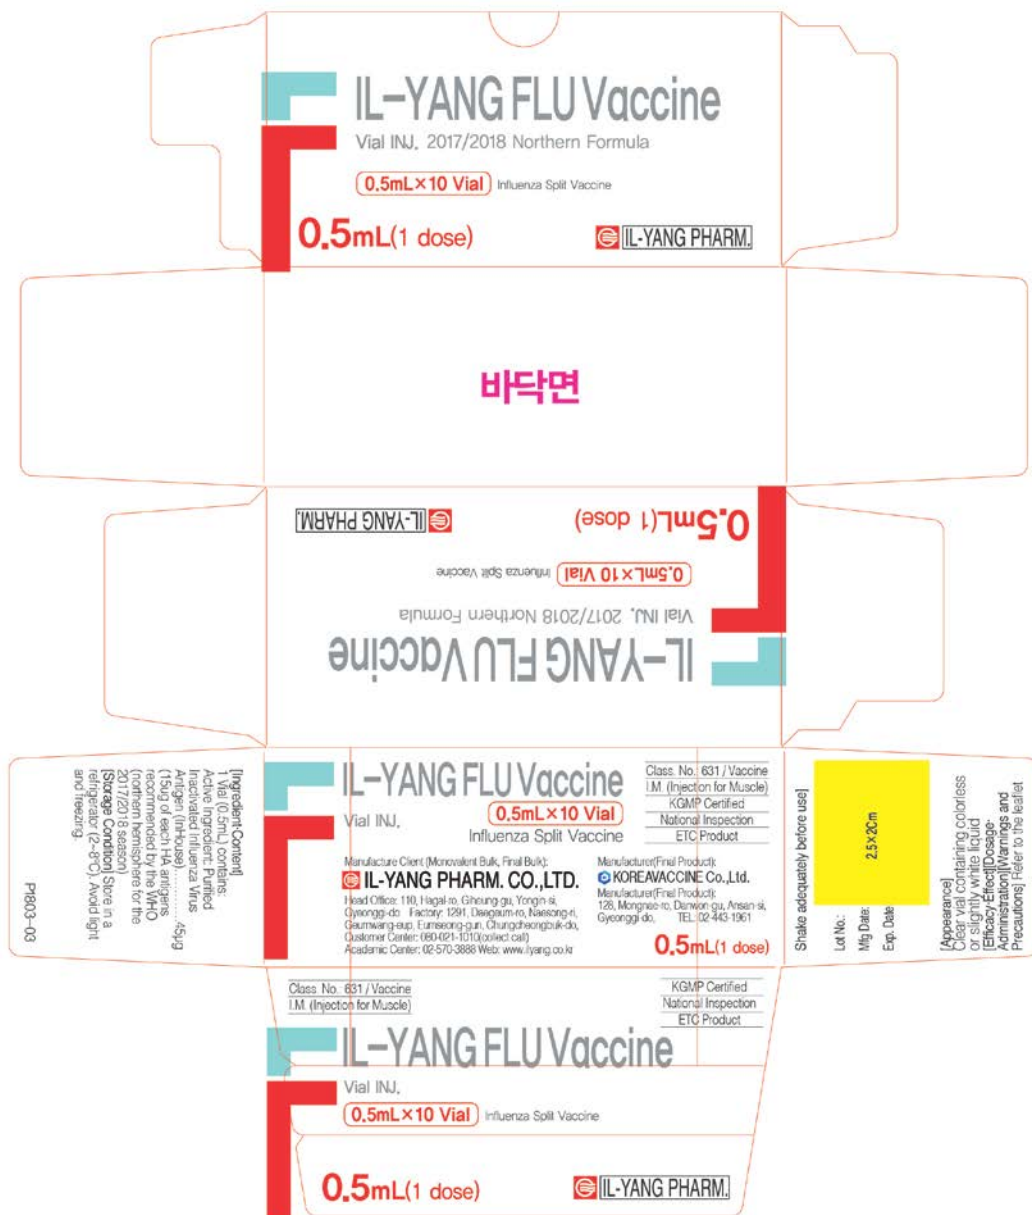 IL-YANG FLU Vaccine
Vial INJ. 2017/2018 Northern Formula
0.5mL×10 Vial Influenza Split Vaccine
0.5mL(1 dose)
IL-YANG PHARM.
바닥면
IL-YANG FLU Vaccine
Vial INJ. 2017/2018 Northern Formula
0.5mL×10 Vial Influenza Split Vaccine
0.5mL(1 dose)
IL-YANG PHARM.
[Ingredient·Content]
1 Vial (0.5mL) contains:
Active Ingredient: Purified
Inactivated Influenza Virus
Antigen (InHouse)..........45μg
(15ug of each HA antigens
recommended by the WHO
(northern hemisphere for the
2017/2018 season)
[Storage Condition] Store in a
refrigerator (2~8℃). Avoid light
and freezing.
P1803-03
IL-YANG FLU Vaccine
Vial INJ.
0.5mL×10 Vial
Influenza Split Vaccine
Class. No.: 631 / Vaccine
I.M. (Injection for Muscle)
KGMP Certified
National Inspection
ETC Product
Manufacture Client (Monovalent Bulk, Final Bulk):
IL-YANG PHARM. CO.,LTD.
Head Office: 110, Hagal-ro, Giheung-gu, Yongin-si,
Gyeonggi-do Factory: 1291, Daegeum-ro, Naesong-ri,
Geumwang-eup, Eumseong-gun, Chungcheongbuk-do,
Customer Center: 080-021-1010(collect call)
Academic Center: 02-570-3888 Web: www.ilyang.co.kr
Manufacturer(Final Product):
KOREAVACCINE Co.,Ltd.
Manufacturer(Final Product):
128, Mongnae-ro, Danwon-gu, Ansan-si,
Gyeonggi-do, TEL: 02-443-1961
0.5mL(1 dose)
Shake adequately before use]
Lot No.:
Mfg Date:
Exp. Date
2.5×2Cm
[Appearance]
Clear vial containing colorless
or slightly white liquid
[Efficacy·Effect][Dosage·
Administration][Warnings and
Precautions] Refer to the leaflet
Class. No.: 631 / Vaccine
I.M. (Injection for Muscle)
KGMP Certified
National Inspection
ETC Product
IL-YANG FLU Vaccine
Vial INJ.
0.5mL×10 Vial Influenza Split Vaccine
0.5mL(1 dose)
IL-YANG PHARM.